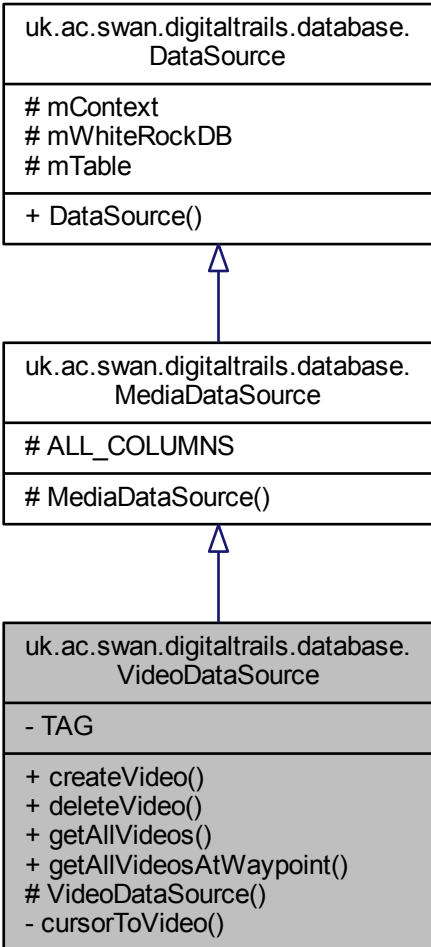 uk.ac.swan.digitaltrails.database.
DataSource
# mContext
# mWhiteRockDB
# mTable
+ DataSource()
uk.ac.swan.digitaltrails.database.
MediaDataSource
# ALL_COLUMNS
# MediaDataSource()
uk.ac.swan.digitaltrails.database.
VideoDataSource
- TAG
+ createVideo()
+ deleteVideo()
+ getAllVideos()
+ getAllVideosAtWaypoint()
# VideoDataSource()
- cursorToVideo()